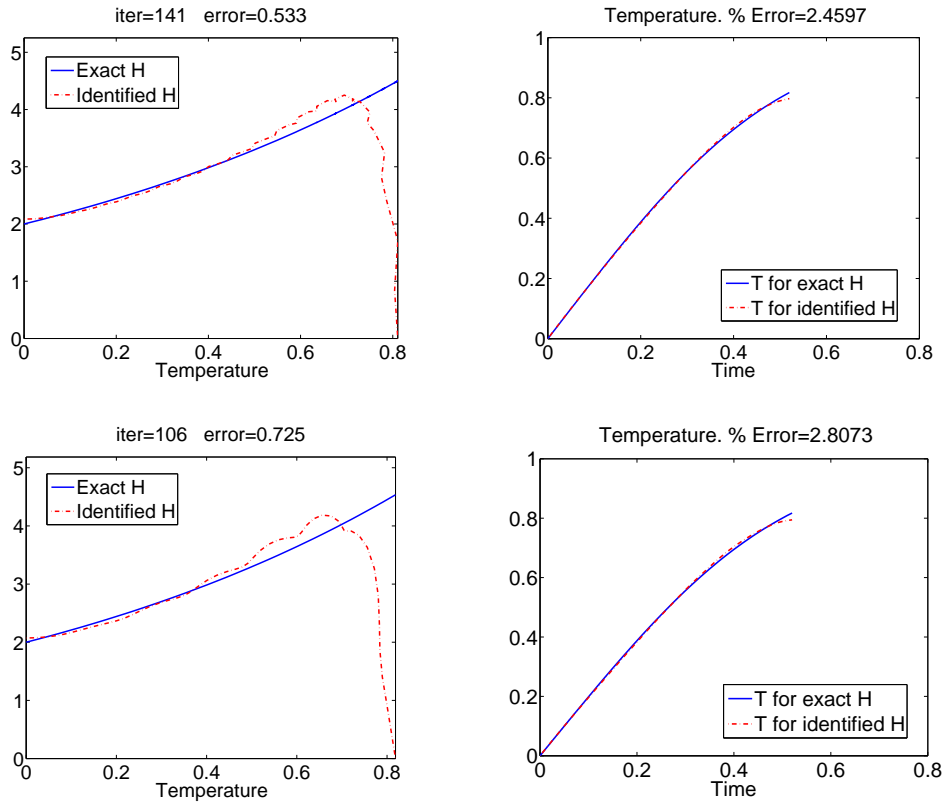 iter=141   error=0.533
5
4
3
2
1
0
Exact H
Identified H
0 0.2 0.4 0.6 0.8
Temperature
Temperature. % Error=2.4597
1
0.8
0.6
0.4
0.2
0
T for exact H
T for identified H
0 0.2 0.4 0.6 0.8
Time
iter=106   error=0.725
5
4
3
2
1
0
Exact H
Identified H
0 0.2 0.4 0.6 0.8
Temperature
Temperature. % Error=2.8073
1
0.8
0.6
0.4
0.2
0
T for exact H
T for identified H
0 0.2 0.4 0.6 0.8
Time